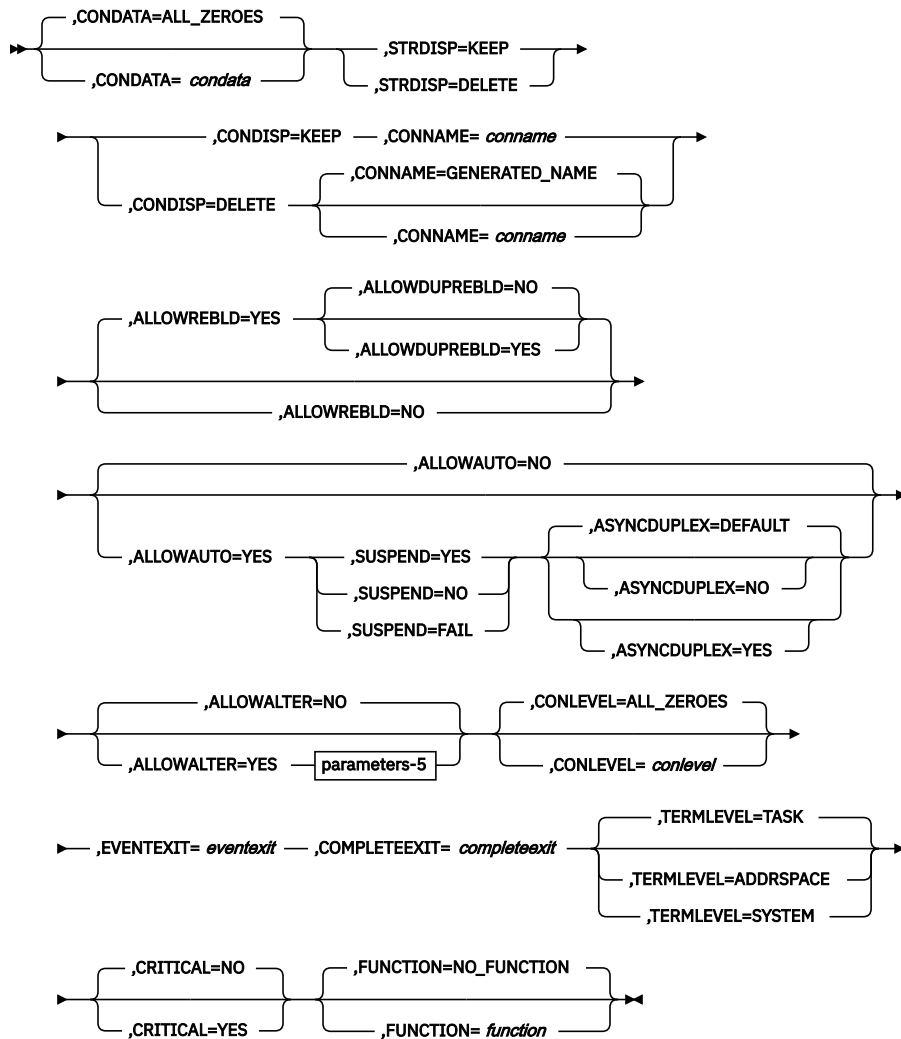 ,CONDATA=ALL_ZEROES
,CONDATA= condata
,STRDISP=KEEP
,STRDISP=DELETE
,CONDISP=KEEP
,CONNAME= conname
,CONDISP=DELETE
,CONNAME=GENERATED_NAME
,CONNAME= conname
,ALLOWREBLD=YES
,ALLOWDUPREBLD=NO
,ALLOWDUPREBLD=YES
,ALLOWREBLD=NO
,ALLOWAUTO=NO
,ALLOWAUTO=YES
,SUSPEND=YES
,SUSPEND=NO
,SUSPEND=FAIL
,ASYNCDUPLEX=DEFAULT
,ASYNCDUPLEX=NO
,ASYNCDUPLEX=YES
,ALLOWALTER=NO
,ALLOWALTER=YES
parameters-5
,CONLEVEL=ALL_ZEROES
,CONLEVEL= conlevel
,EVENTEXIT= eventexit
,COMPLETEEXIT= completeexit
,TERMLEVEL=TASK
,TERMLEVEL=ADDRSPACE
,TERMLEVEL=SYSTEM
,CRITICAL=NO
,CRITICAL=YES
,FUNCTION=NO_FUNCTION
,FUNCTION= function